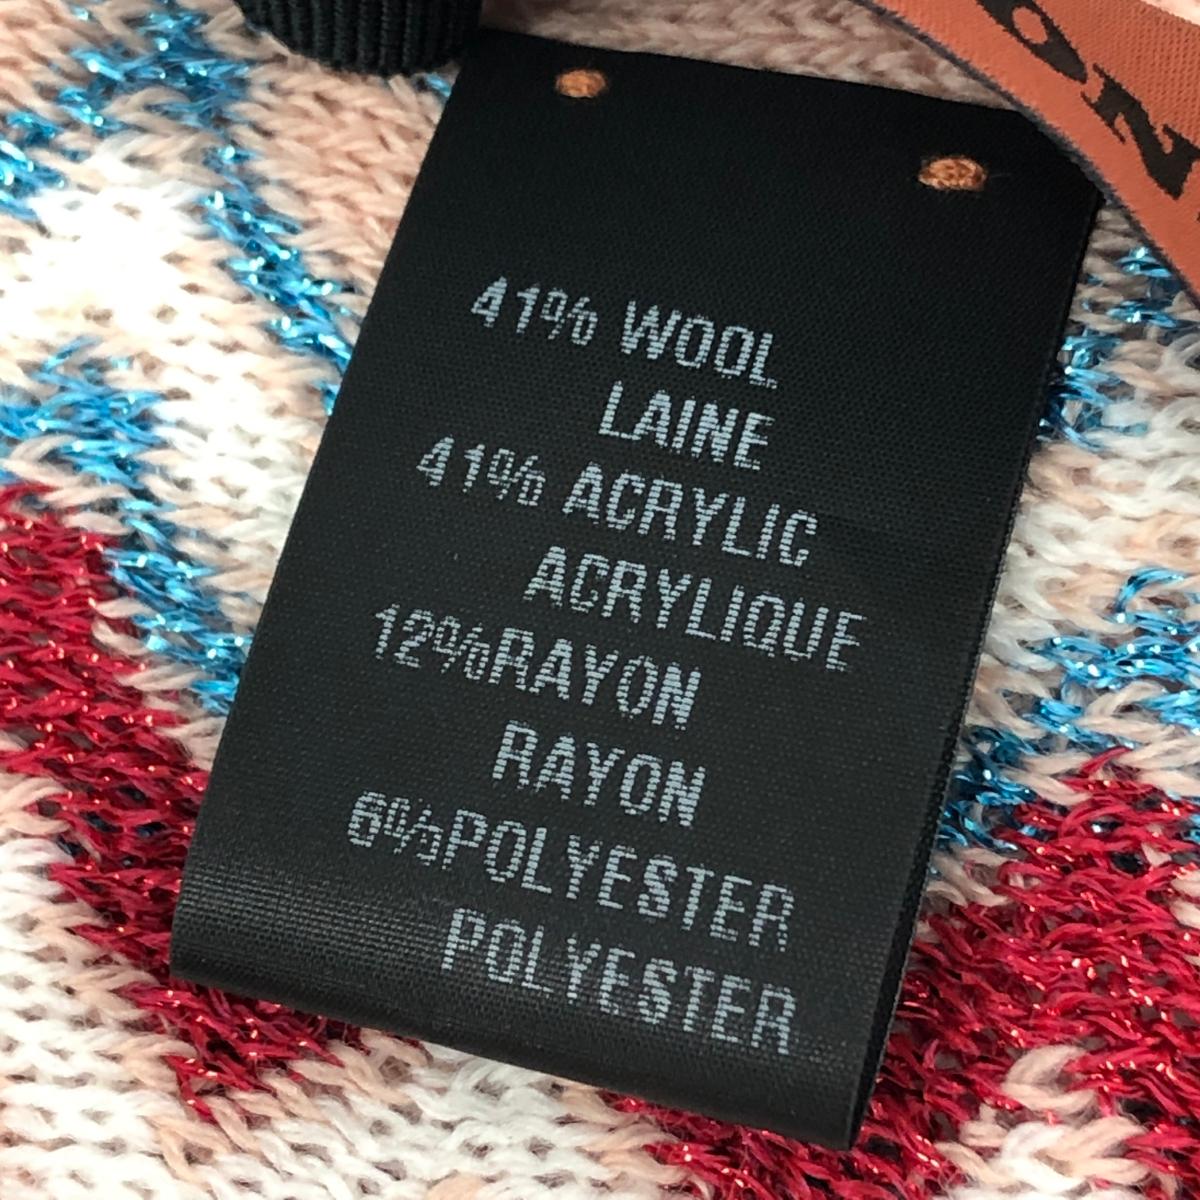 41% WOOL
LAINE
41% ACRYLIC
ACRYLIQUE
12%RAYON
RAYON
6%POLYESTER
POLYESTER